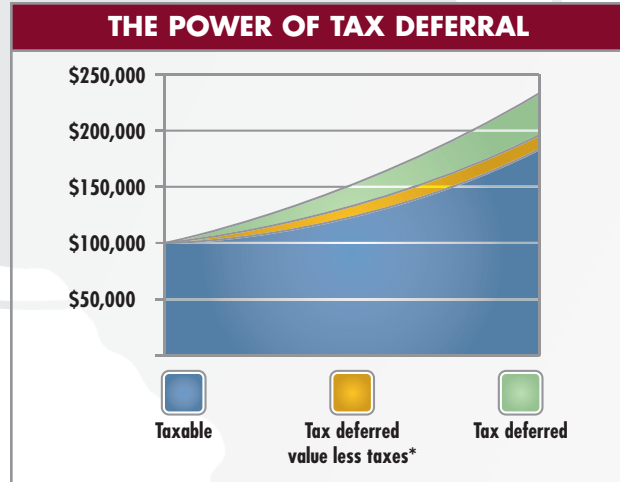 THE POWER OF TAX DEFERRAL
$250,000
$200,000
$150,000
$100,000
$50,000
Taxable
Tax deferred
value less taxes*
Tax deferred